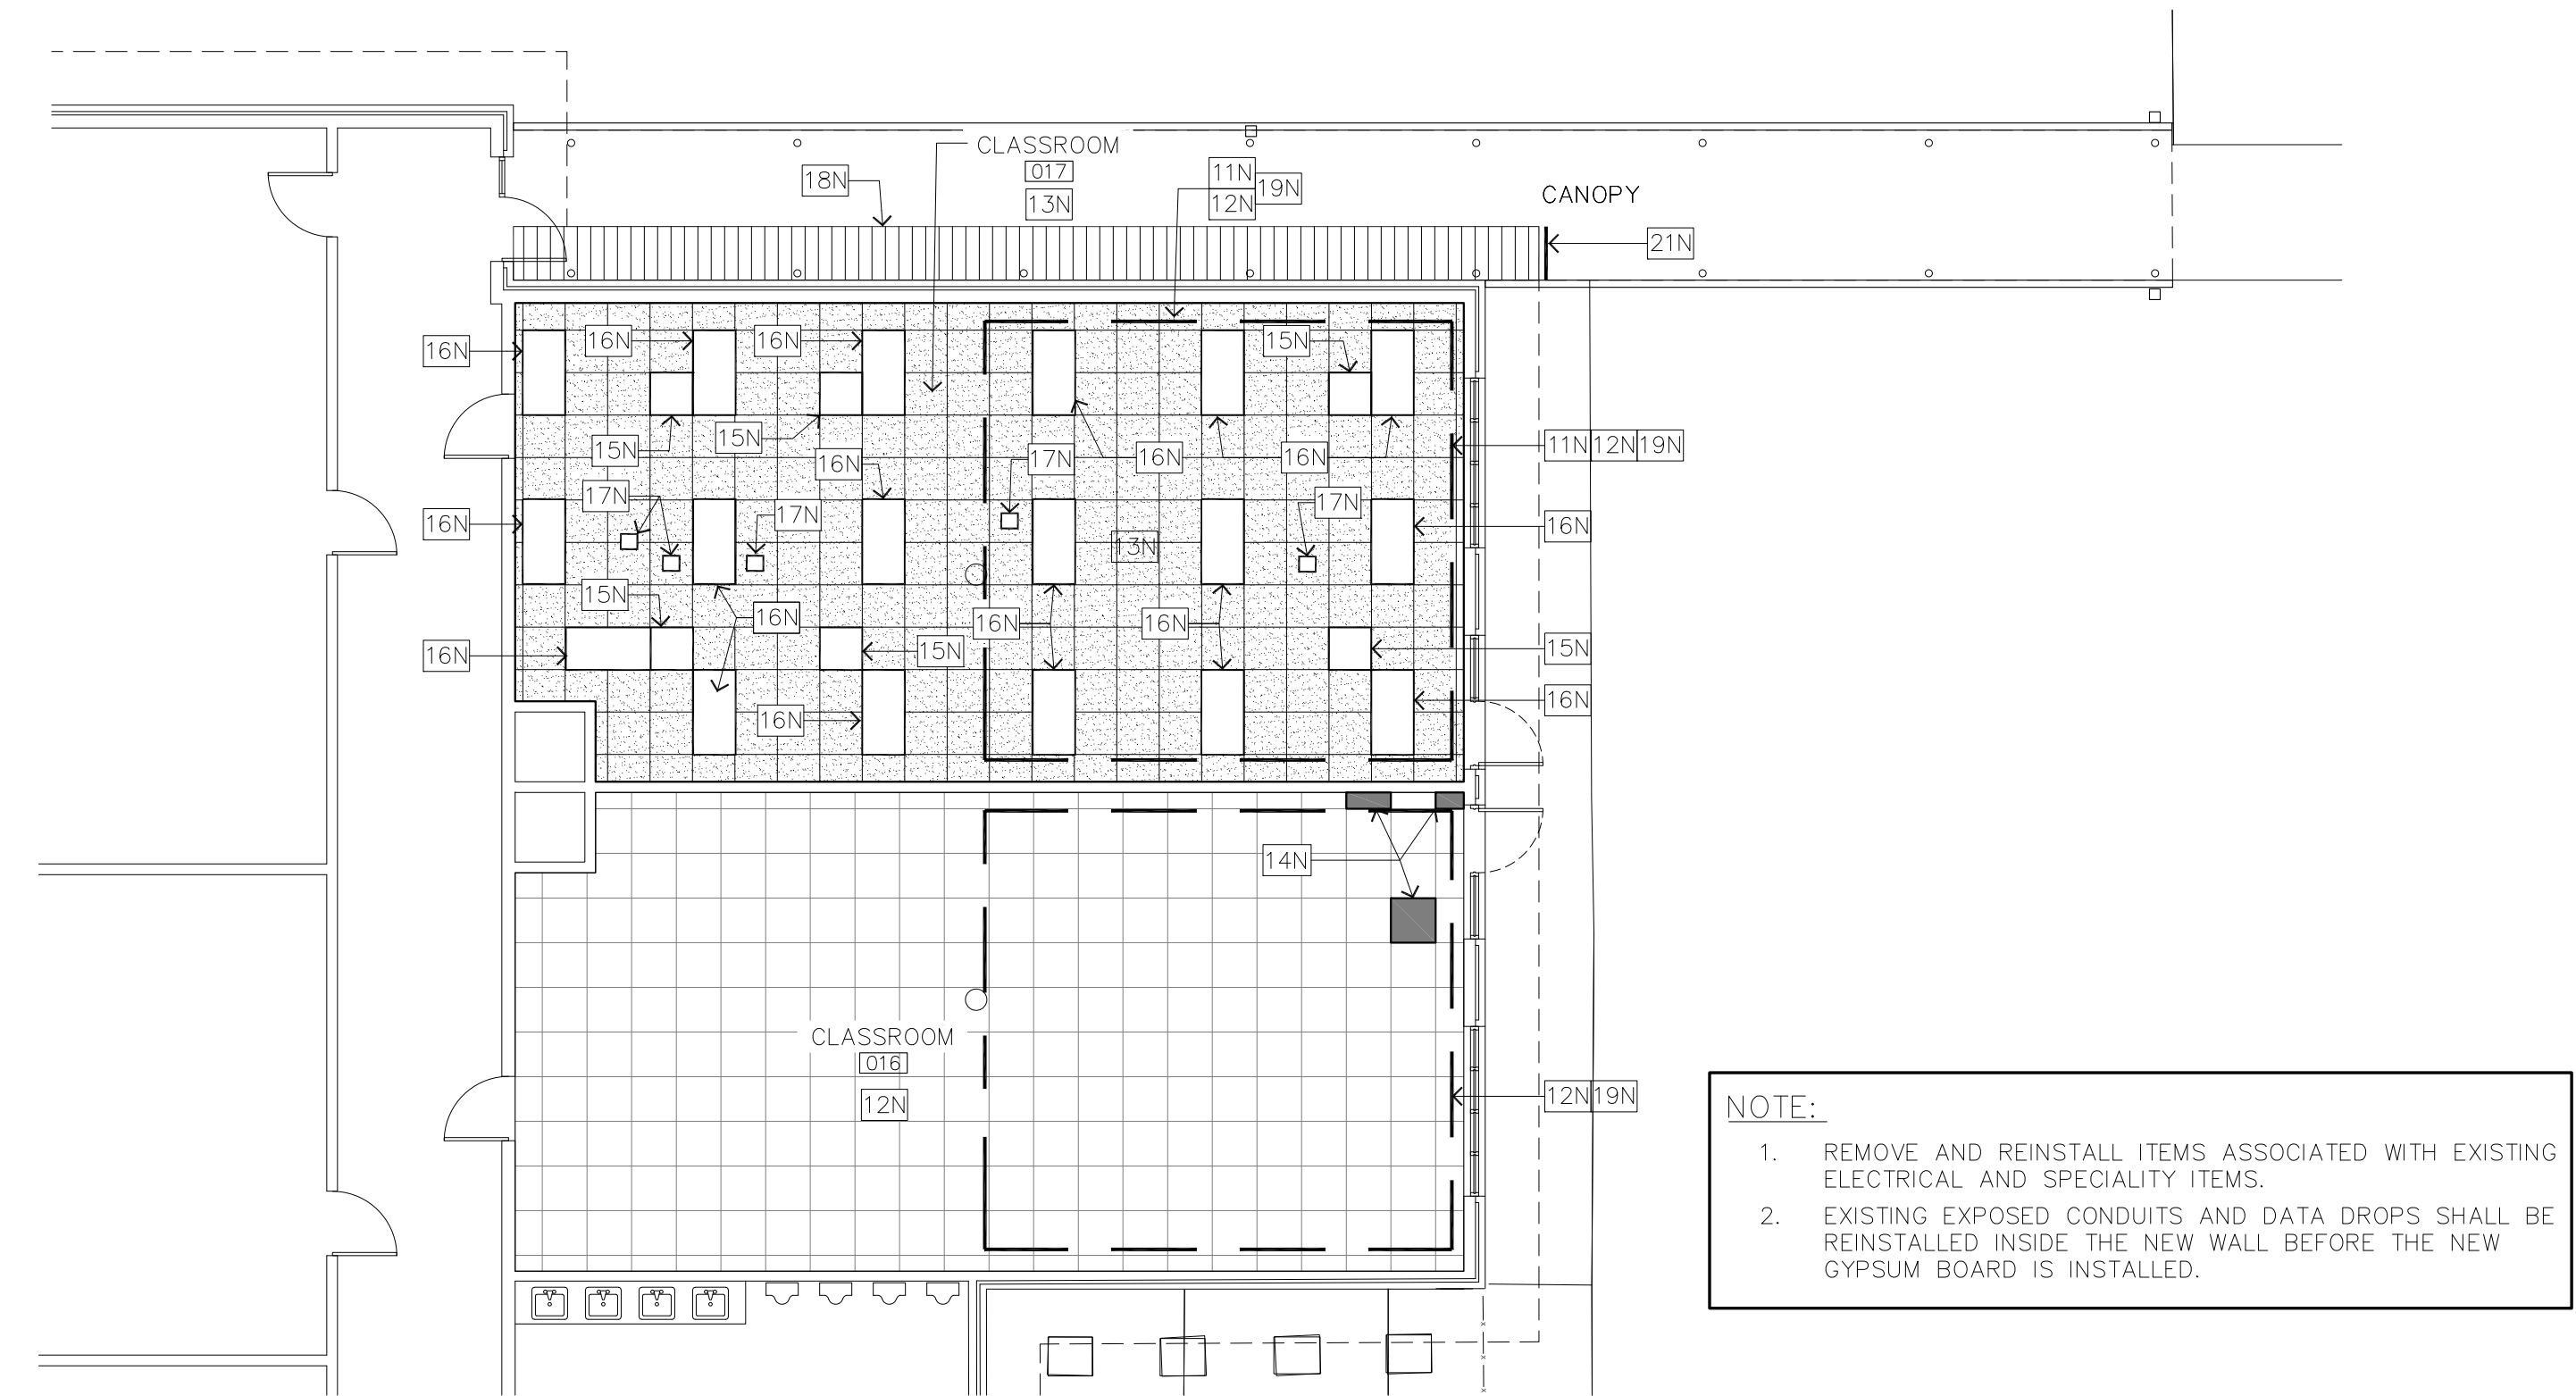 CLASSROOM
017
13N
18N
11N
12N
19N
CANOPY
21N
16N
16N
16N
15N
15N
15N
16N
17N
16N
16N
11N 12N 19N
17N
17N
17N
16N
13N
16N
15N
16N
16N
16N
15N
15N
16N
16N
16N
14N
CLASSROOM
016
12N
12N 19N
NOTE:
1. REMOVE AND REINSTALL ITEMS ASSOCIATED WITH EXISTING
ELECTRICAL AND SPECIALITY ITEMS.
2. EXISTING EXPOSED CONDUITS AND DATA DROPS SHALL BE
REINSTALLED INSIDE THE NEW WALL BEFORE THE NEW
GYPSUM BOARD IS INSTALLED.